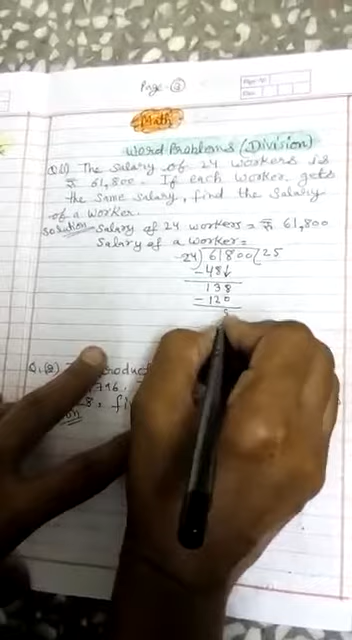 Page-3
Math
Word Problems (Division)
Q.(1) The salary of 24 workers is
₹ 61,800. If each worker gets
the same salary, find the salary
of a worker.
Solution- Salary of 24 workers = ₹ 61,800
Salary of a worker=
24)61800(25
-48↓
138
-120
Q.(2)